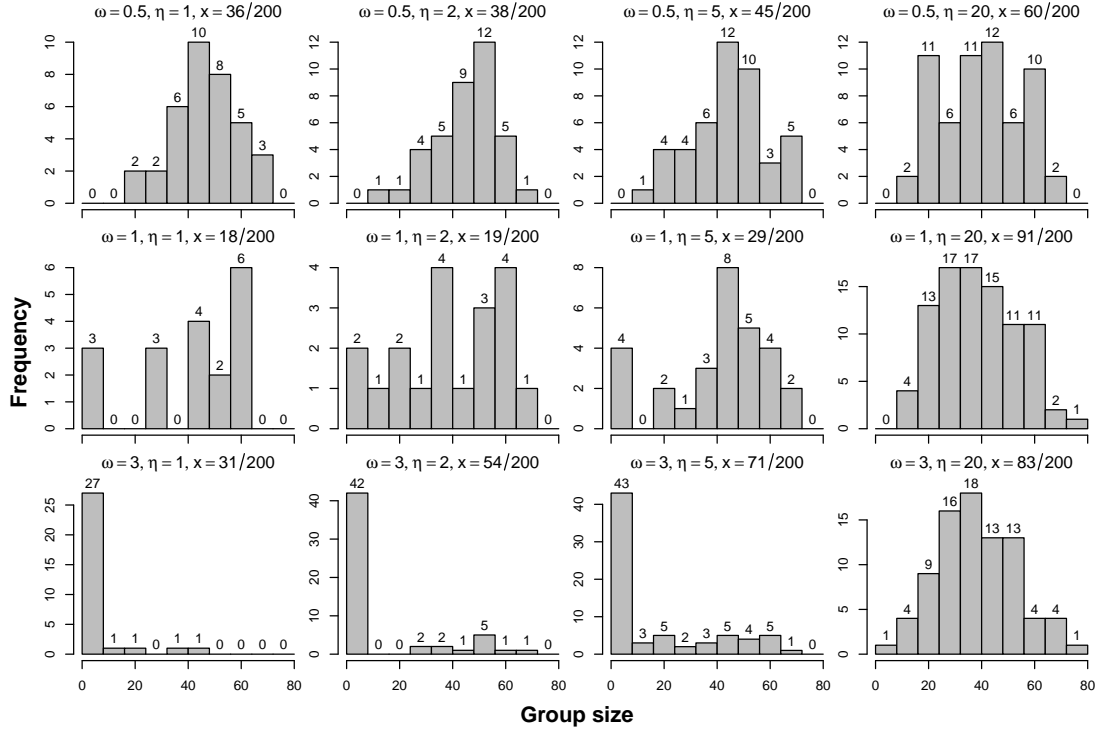 ω = 0.5, η = 1, x = 36/200
0 2 4 6 8 10
0 0 2 2 6 10 8 5 3 0
ω = 0.5, η = 2, x = 38/200
0 2 4 6 8 10 12
0 1 1 4 5 9 12 5 1 0
ω = 0.5, η = 5, x = 45/200
0 2 4 6 8 10 12
0 1 4 4 6 12 10 3 5 0
ω = 0.5, η = 20, x = 60/200
0 2 4 6 8 10 12
0 2 11 6 11 12 6 10 2 0
Frequency
ω = 1, η = 1, x = 18/200
0 1 2 3 4 5 6
3 0 0 3 0 4 2 6 0 0
ω = 1, η = 2, x = 19/200
0 1 2 3 4
2 1 2 1 4 1 3 4 1 0
ω = 1, η = 5, x = 29/200
0 2 4 6 8
4 0 2 1 3 8 5 4 2 0
ω = 1, η = 20, x = 91/200
0 5 10 15
0 4 13 17 17 15 11 11 2 1
ω = 3, η = 1, x = 31/200
0 5 10 15 20 25
27 1 1 0 1 1 0 0 0 0
0 20 40 60 80
ω = 3, η = 2, x = 54/200
0 10 20 30 40
42 0 0 2 2 1 5 1 1 0
0 20 40 60 80
ω = 3, η = 5, x = 71/200
0 10 20 30 40
43 3 5 2 3 5 4 5 1 0
0 20 40 60 80
ω = 3, η = 20, x = 83/200
0 5 10 15
1 4 9 16 18 13 13 4 4 1
0 20 40 60 80
Group size